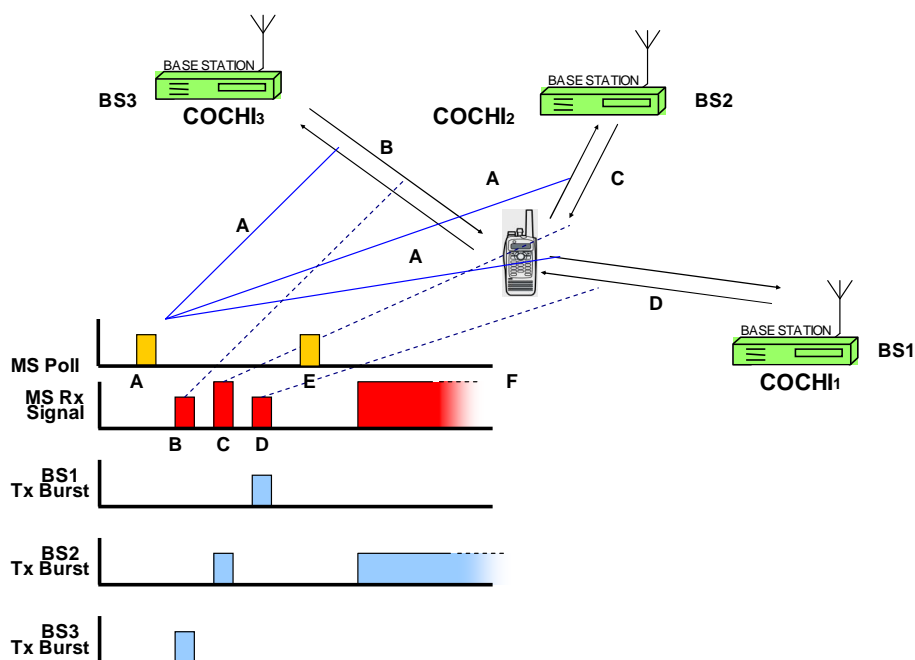 BASE STATION
BS3
COCHI3
BASE STATION
BS2
COCHI2
B
A
C
A
A
D
BASE STATION
BS1
COCHI1
MS Poll
A
E
MS Rx
Signal
F
B
C
D
BS1
Tx Burst
BS2
Tx Burst
BS3
Tx Burst